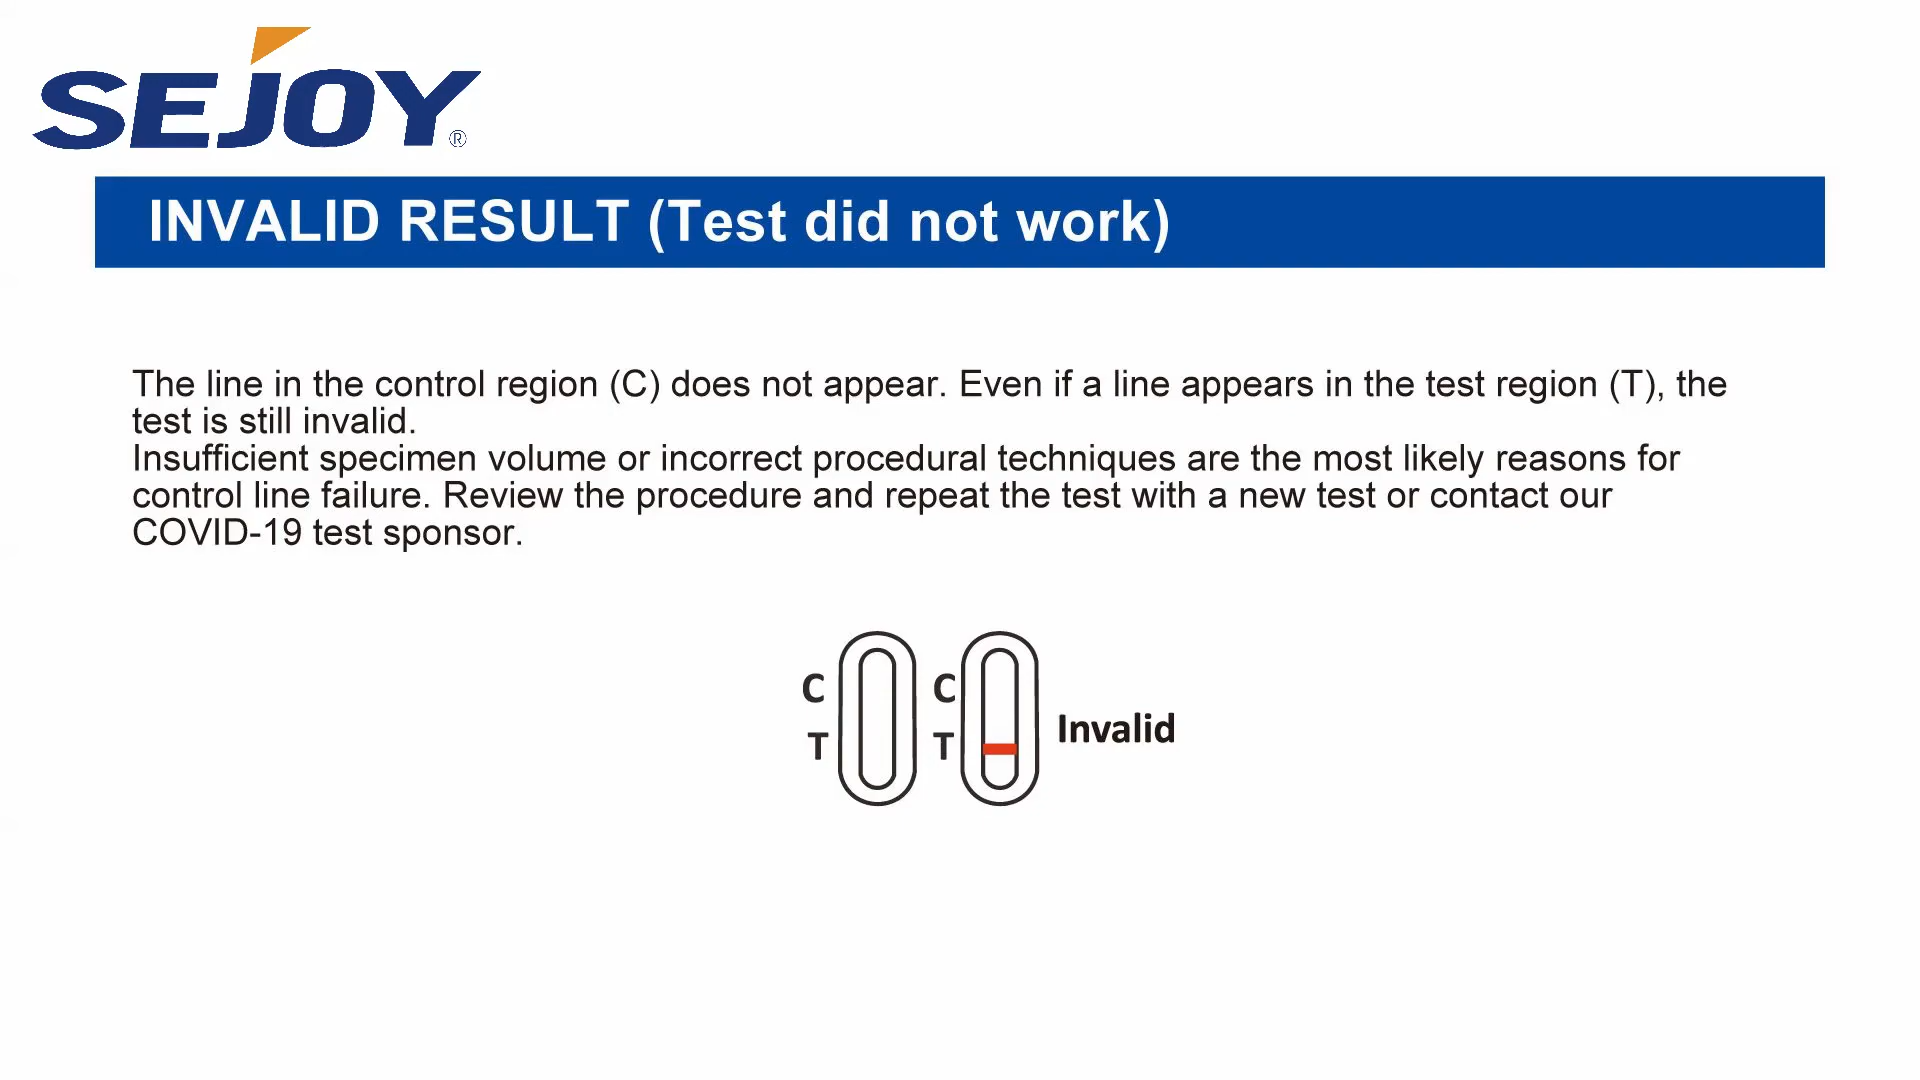 SEJOY®
INVALID RESULT (Test did not work)
The line in the control region (C) does not appear. Even if a line appears in the test region (T), the
test is still invalid.
Insufficient specimen volume or incorrect procedural techniques are the most likely reasons for
control line failure. Review the procedure and repeat the test with a new test or contact our
COVID-19 test sponsor.
C C
T T Invalid